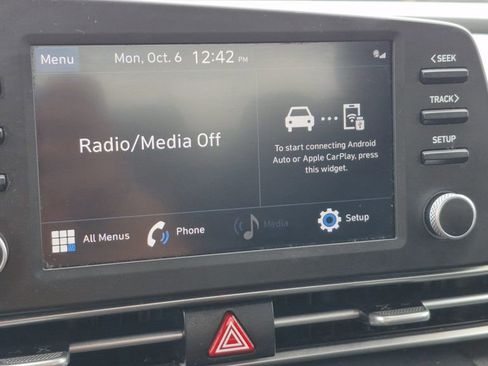 Menu
Mon, Oct. 6 12:42 PM
Radio/Media Off
To start connecting Android
Auto or Apple CarPlay, press
this widget.
All Menus
Phone
Media
Setup
<SEEK
TRACK>
SETUP